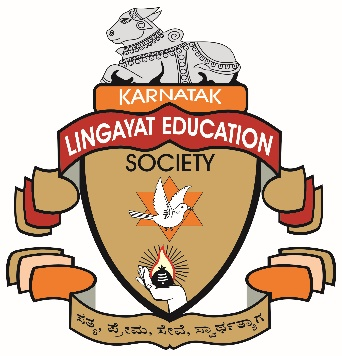 KARNATAK
LINGAYAT EDUCATION
SOCIETY
ಸತ್ಯ, ಪ್ರೇಮ, ಸೇವೆ, ಸ್ವಾರ್ಥತ್ಯಾಗ